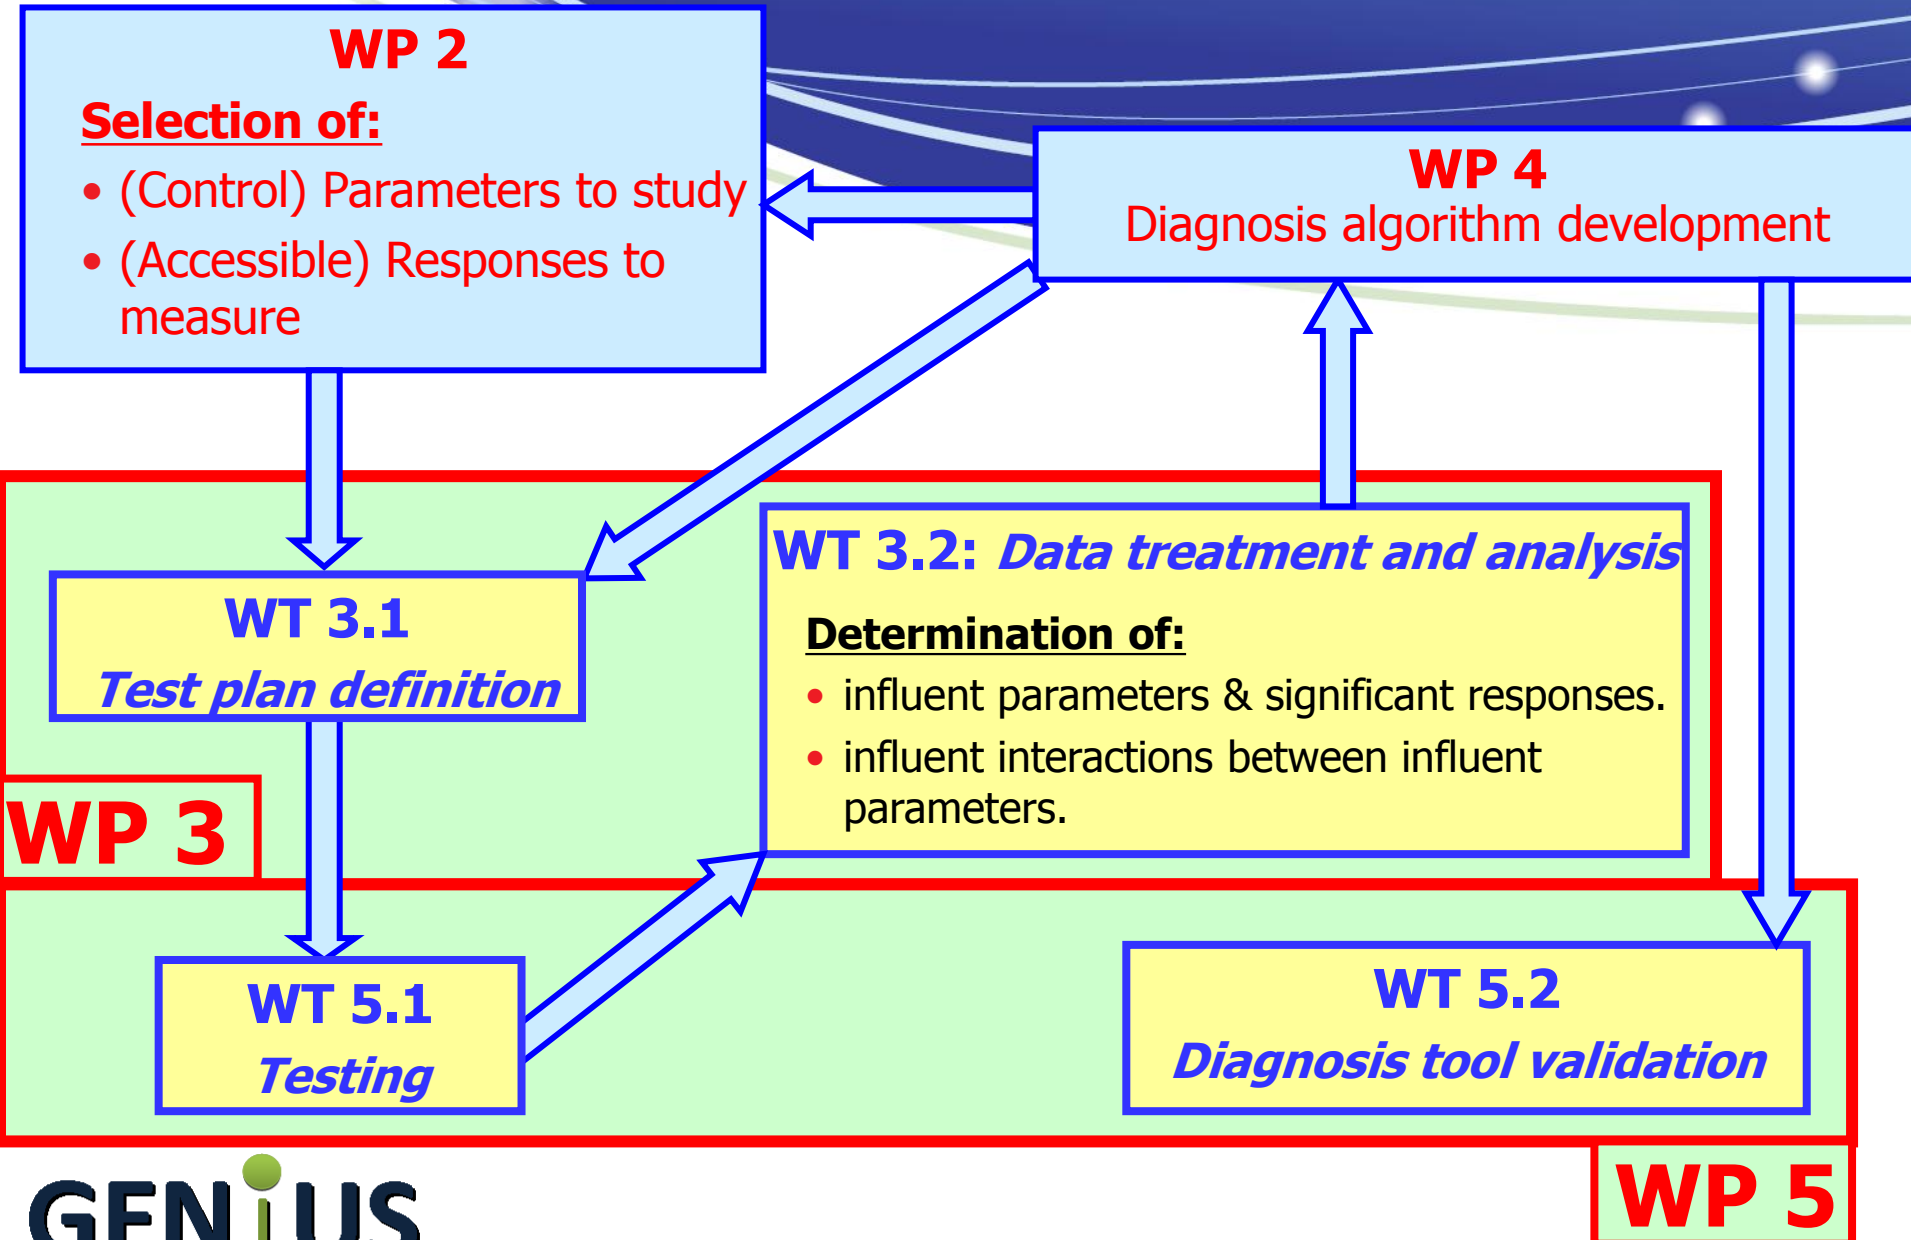 WP 2
Selection of:
• (Control) Parameters to study
• (Accessible) Responses to
measure
WP 4
Diagnosis algorithm development
WT 3.1
Test plan definition
WT 3.2: Data treatment and analysis
Determination of:
• influent parameters & significant responses.
• influent interactions between influent
parameters.
WP 3
WT 5.1
Testing
WT 5.2
Diagnosis tool validation
WP 5
GENiUS